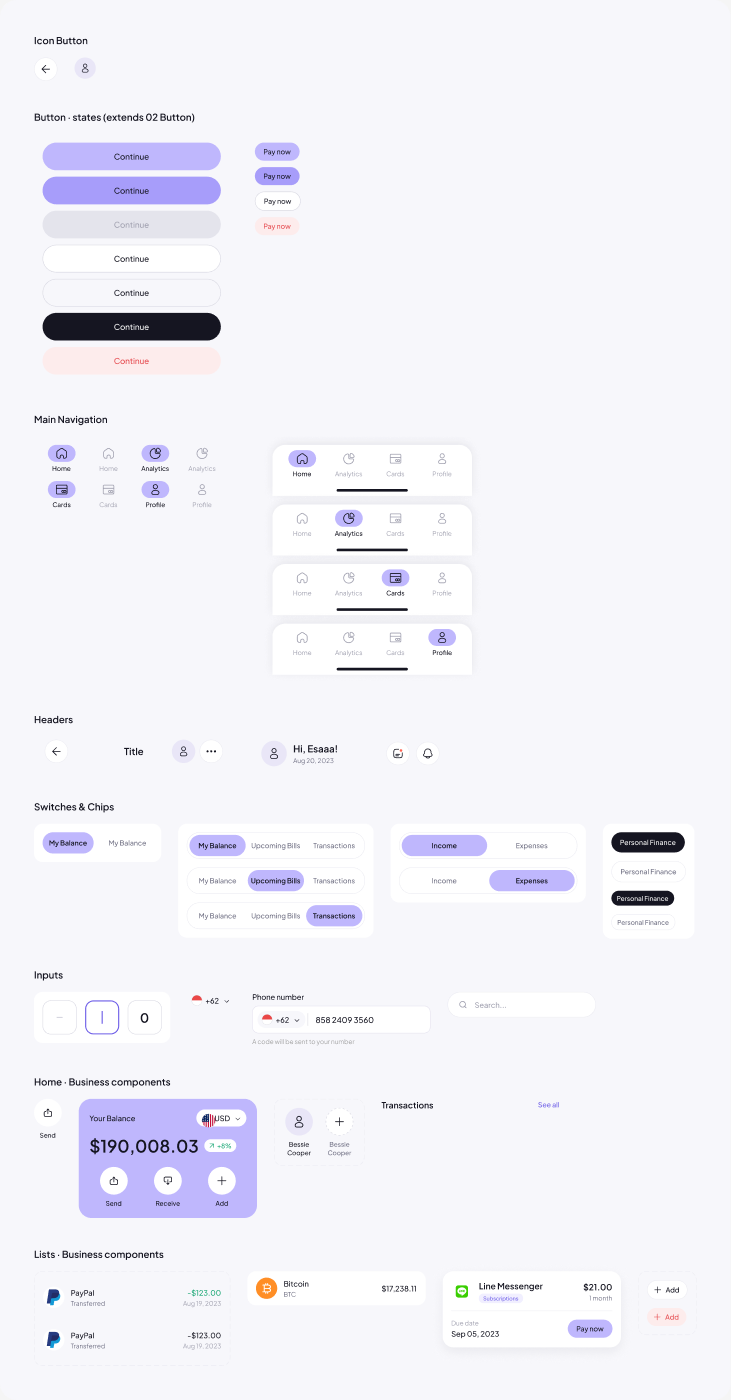 Icon Button
Button · states (extends 02 Button)
Continue
Continue
Continue
Continue
Continue
Continue
Continue
Pay now
Pay now
Pay now
Pay now
Main Navigation
Home
Home
Analytics
Analytics
Cards
Cards
Profile
Profile
Home Analytics Cards Profile
Home Analytics Cards Profile
Home Analytics Cards Profile
Home Analytics Cards Profile
Headers
Title
Hi, Esaaa!
Aug 20, 2023
Switches & Chips
My Balance My Balance
My Balance Upcoming Bills Transactions
My Balance Upcoming Bills Transactions
My Balance Upcoming Bills Transactions
Income Expenses
Income Expenses
Personal Finance
Personal Finance
Personal Finance
Personal Finance
Inputs
– | 0
+62
Phone number
+62 858 2409 3560
A code will be sent to your number
Search...
Home · Business components
Send
Your Balance
USD
$190,008.03
+8%
Send Receive Add
Bessie
Cooper
Bessie
Cooper
Transactions
See all
Lists · Business components
PayPal -$123.00
Transferred Aug 19, 2023
PayPal -$123.00
Transferred Aug 19, 2023
Bitcoin
BTC
$17,238.11
LINE
Line Messenger $21.00
Subscriptions 1 month
Due date
Sep 05, 2023
Pay now
Add
Add